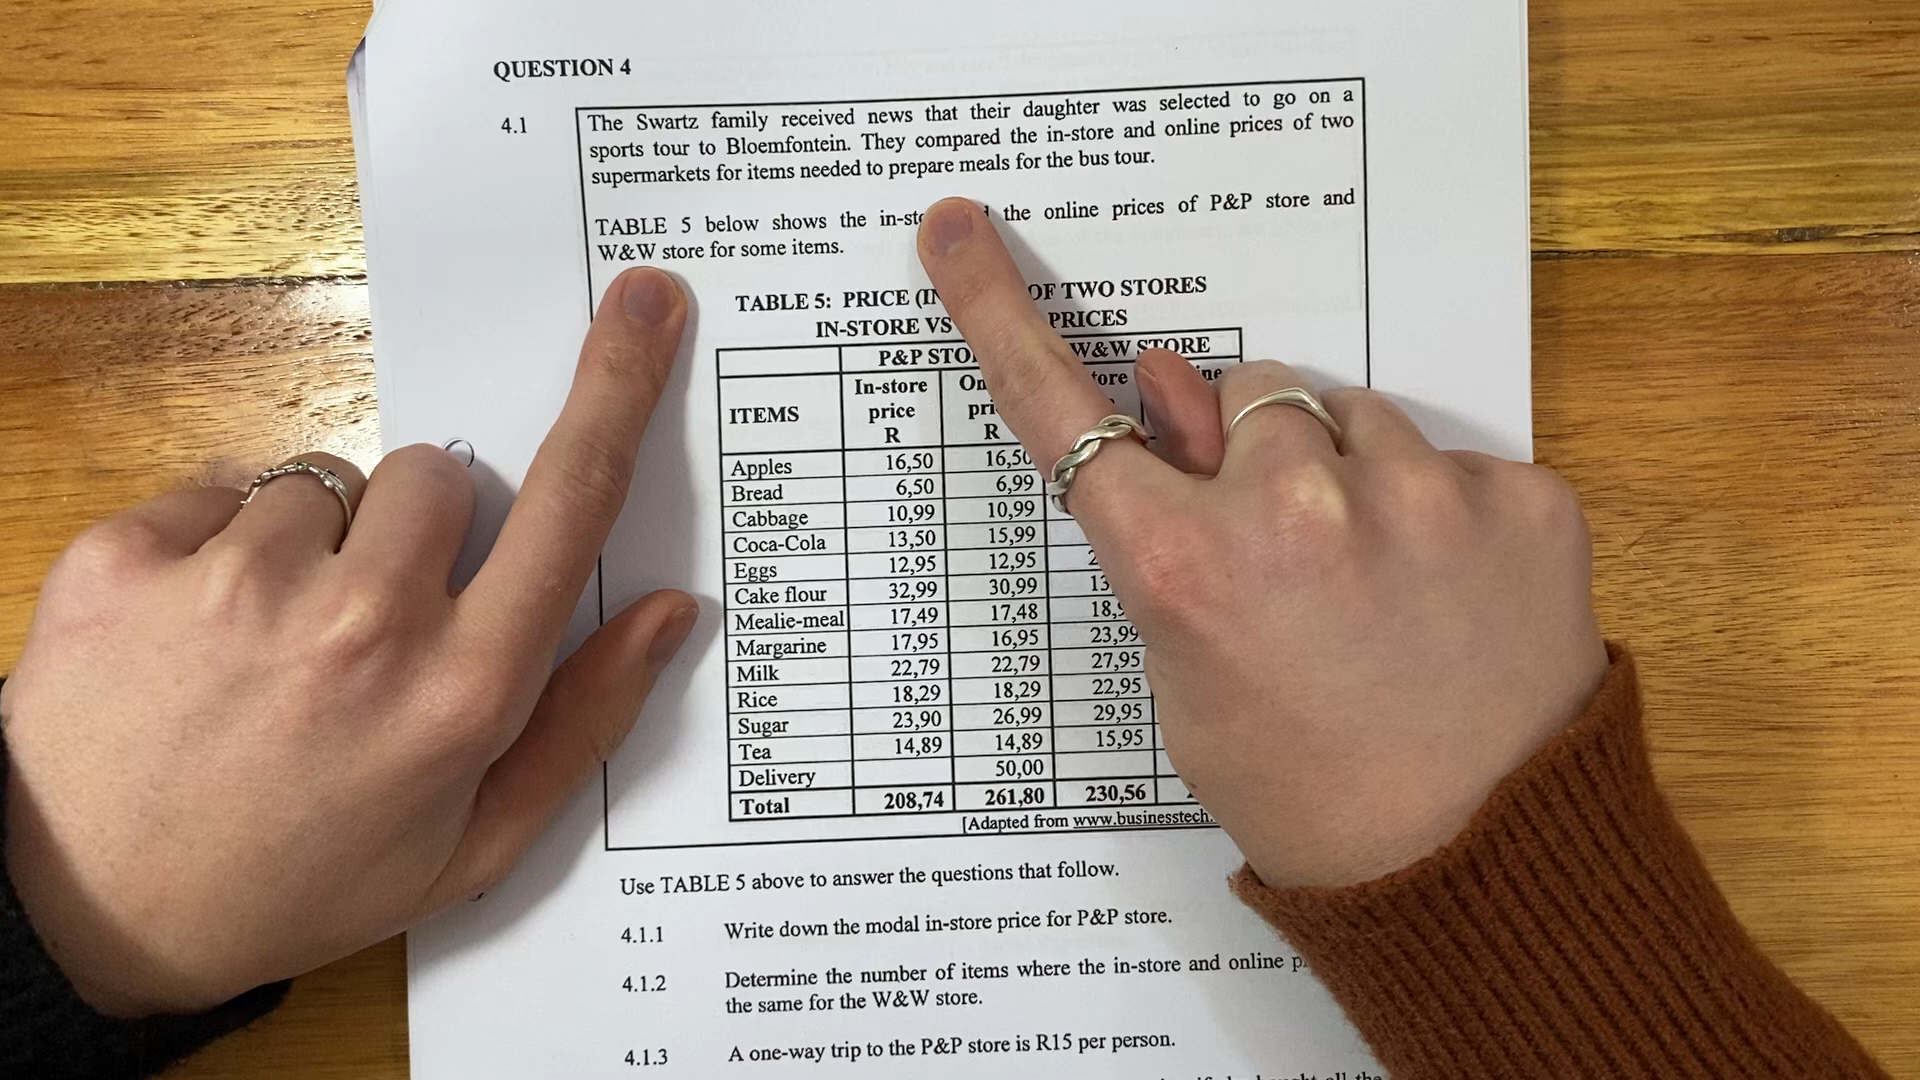 QUESTION 4
4.1 The Swartz family received news that their daughter was selected to go on a
sports tour to Bloemfontein. They compared the in-store and online prices of two
supermarkets for items needed to prepare meals for the bus tour.
TABLE 5 below shows the the online prices of P&P store and
W&W store for some items.
TABLE 5: PRICE OF TWO STORES
IN-STORE VS PRICES
P&P W&W STORE
ITEMS In-store price R R
Apples 16,50
Bread 6,50 6,99
Cabbage 10,99 10,99
Coca-Cola 13,50 15,99
Eggs 12,95 12,95
Cake flour 32,99 30,99
Mealie-meal 17,49 17,48
Margarine 17,95 16,95 23,99
Milk 22,79 22,79 27,95
Rice 18,29 18,29 22,95
Sugar 23,90 26,99 29,95
Tea 14,89 14,89 15,95
Delivery 50,00
Total 208,74 261,80 230,56
[Adapted from www.businesstech.
Use TABLE 5 above to answer the questions that follow.
4.1.1 Write down the modal in-store price for P&P store.
4.1.2 Determine the number of items where the in-store and online
the same for the W&W store.
4.1.3 A one-way trip to the P&P store is R15 per person.